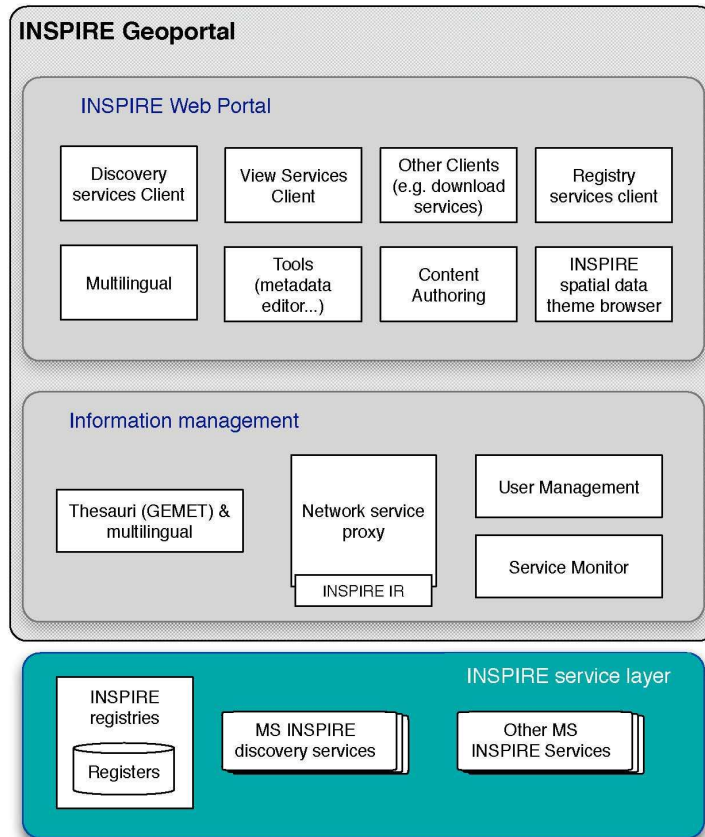 INSPIRE Geoportal
INSPIRE Web Portal
Discovery
services Client
View Services
Client
Other Clients
(e.g. download
services)
Registry
services client
Multilingual
Tools
(metadada
editor...)
Content
Authoring
INSPIRE
spatial data
theme browser
Information management
Thesauri (GEMET) &
multilingual
Network service
proxy
INSPIRE IR
User Management
Service Monitor
INSPIRE service layer
INSPIRE
registries
Registers
MS INSPIRE
discovery services
Other MS
INSPIRE Services